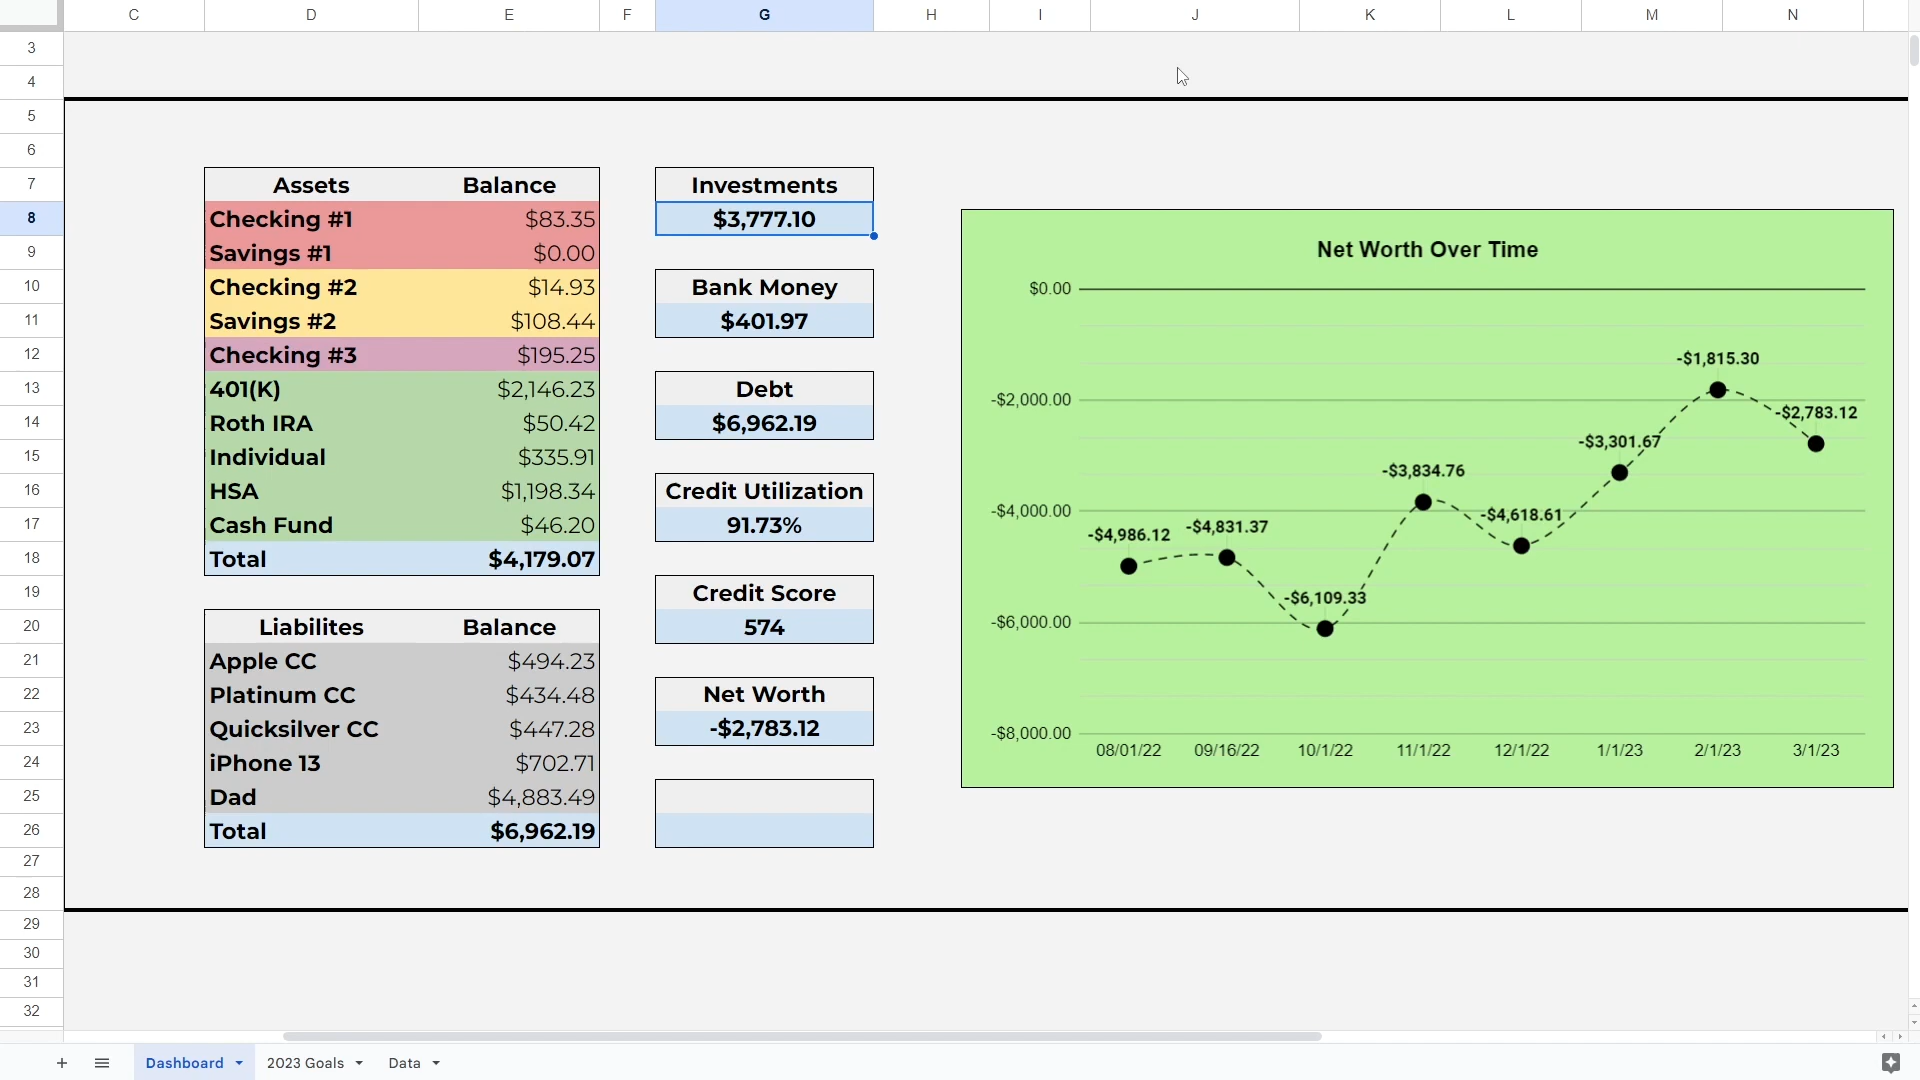 C D E F G H I J K L M N
3
4
5
6
7 Assets Balance Investments
8 Checking #1 $83.35 $3,777.10
9 Savings #1 $0.00
10 Checking #2 $14.93 Bank Money
11 Savings #2 $108.44 $401.97
12 Checking #3 $195.25
13 401(K) $2,146.23 Debt
14 Roth IRA $50.42 $6,962.19
15 Individual $335.91
16 HSA $1,198.34 Credit Utilization
17 Cash Fund $46.20 91.73%
18 Total $4,179.07
19 Credit Score
20 Liabilites Balance 574
21 Apple CC $494.23
22 Platinum CC $434.48 Net Worth
23 Quicksilver CC $447.28 -$2,783.12
24 iPhone 13 $702.71
25 Dad $4,883.49
26 Total $6,962.19
27
28
29
30
31
32
Net Worth Over Time
$0.00
-$2,000.00
-$4,000.00
-$6,000.00
-$8,000.00
-$4,986.12
-$4,831.37
-$6,109.33
-$3,834.76
-$4,618.61
-$3,301.67
-$1,815.30
-$2,783.12
08/01/22 09/16/22 10/1/22 11/1/22 12/1/22 1/1/23 2/1/23 3/1/23
Dashboard 2023 Goals Data